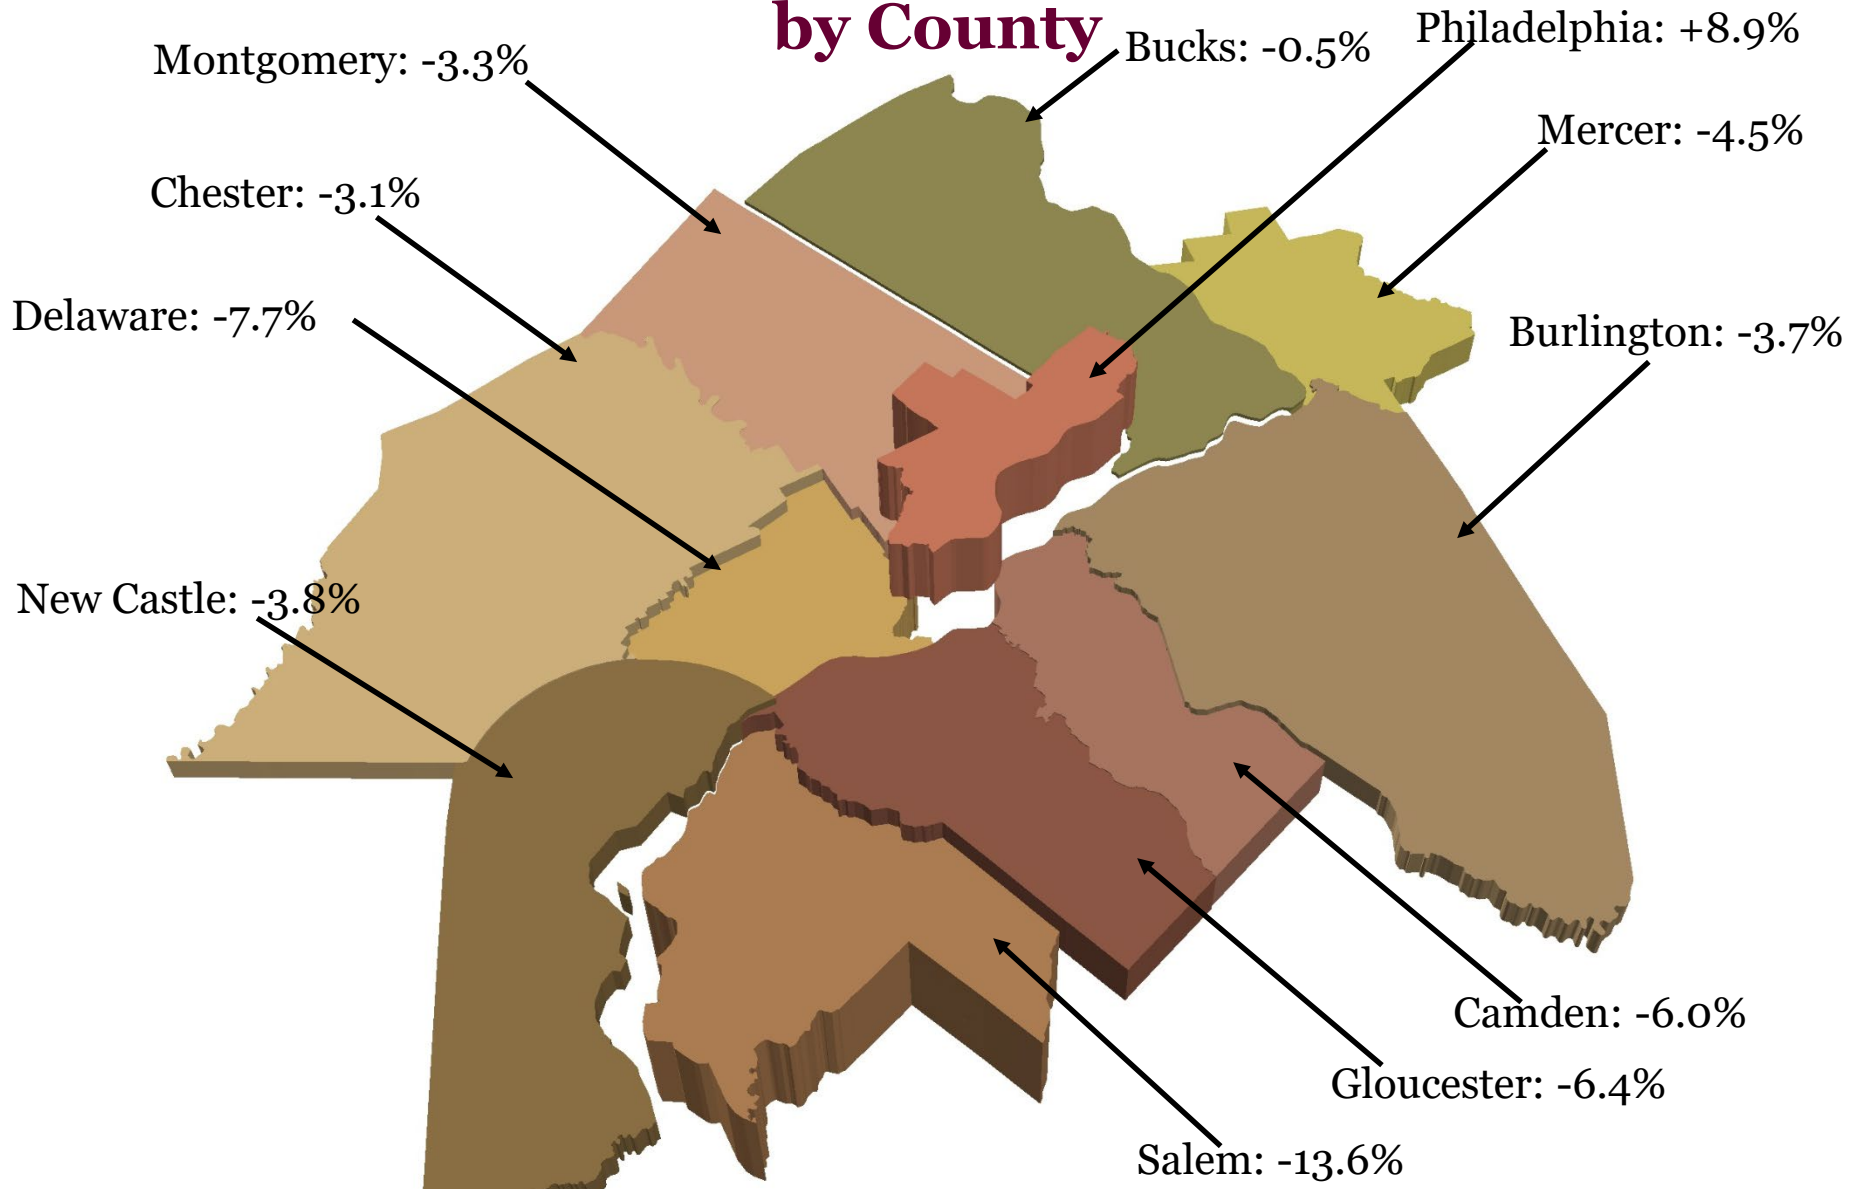 by County
Montgomery: -3.3%
Bucks: -0.5%
Philadelphia: +8.9%
Mercer: -4.5%
Chester: -3.1%
Delaware: -7.7%
Burlington: -3.7%
New Castle: -3.8%
Camden: -6.0%
Gloucester: -6.4%
Salem: -13.6%